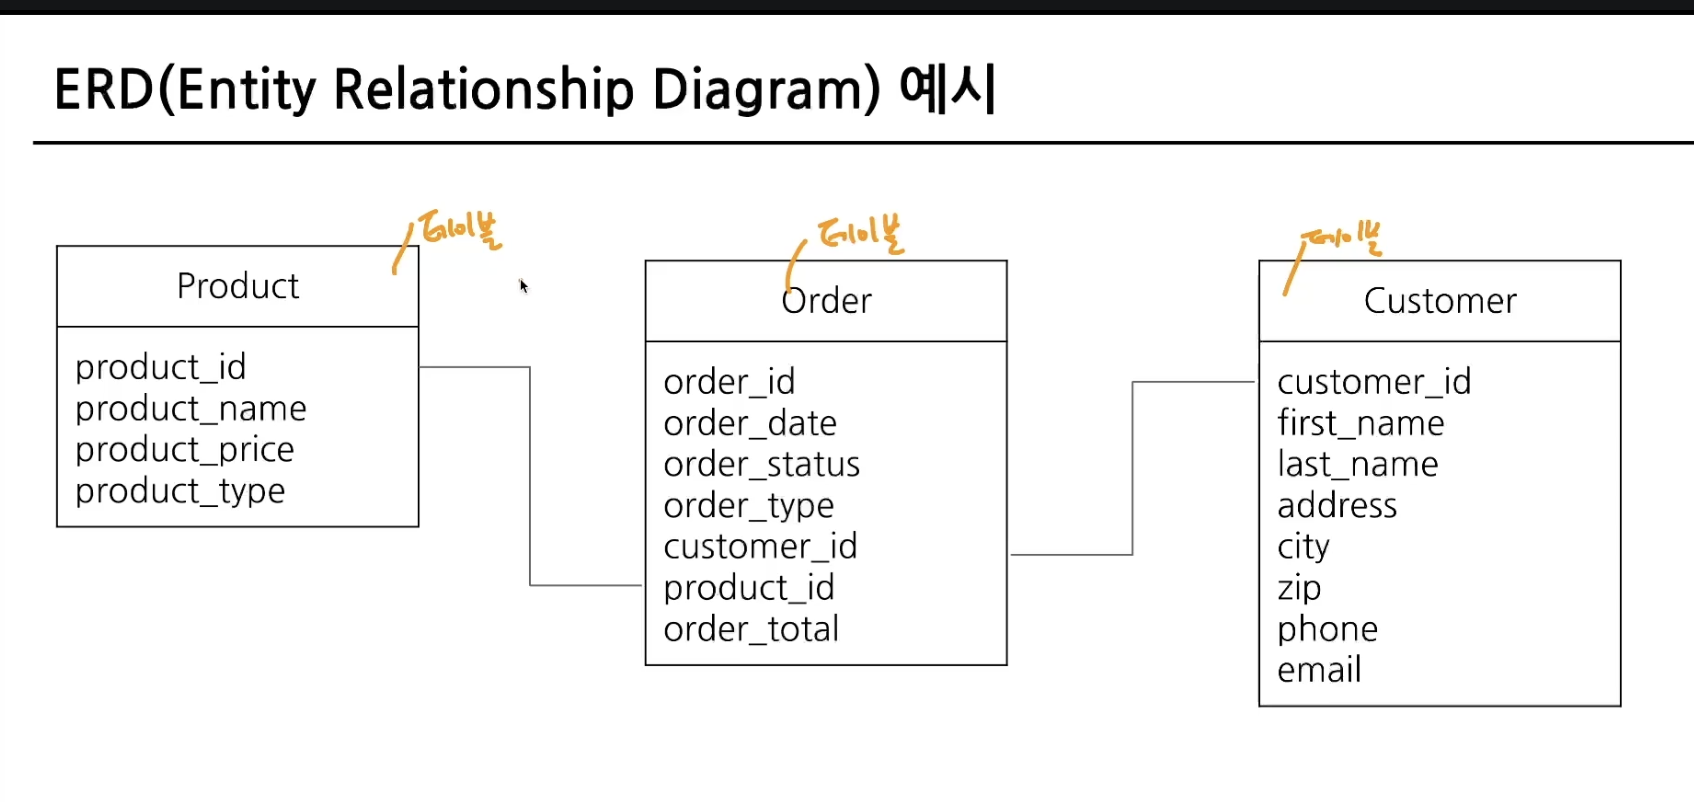 ERD(Entity Relationship Diagram) 예시
테이블
Product
product_id
product_name
product_price
product_type
테이블
Order
order_id
order_date
order_status
order_type
customer_id
product_id
order_total
테이블
Customer
customer_id
first_name
last_name
address
city
zip
phone
email